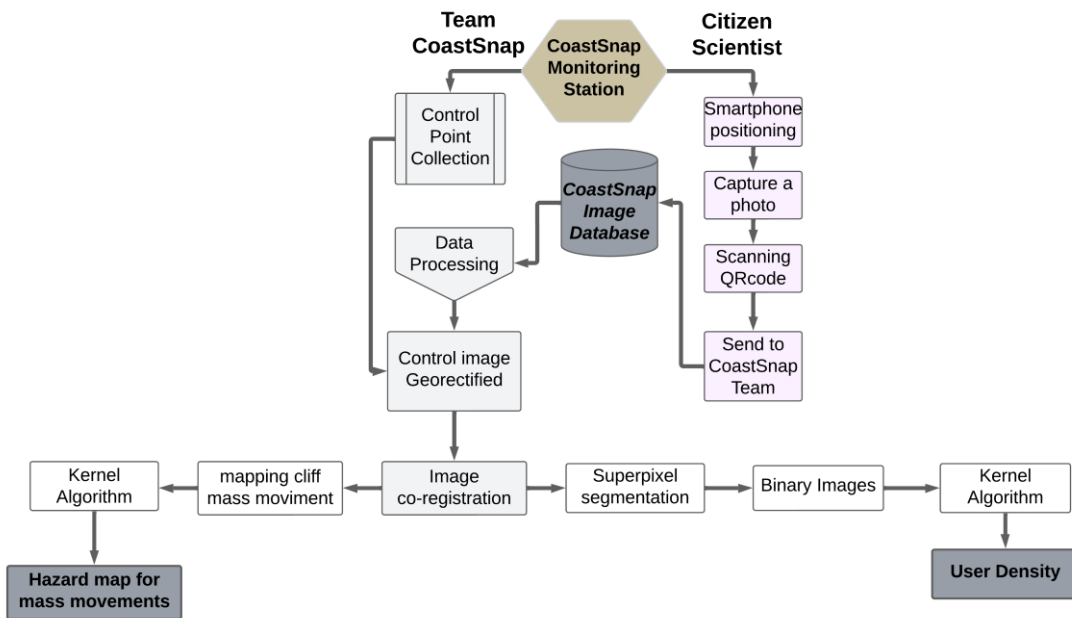 Team
CoastSnap
Citizen
Scientist
CoastSnap
Monitoring
Station
Control
Point
Collection
Smartphone
positioning
CoastSnap
Image
Database
Capture a
photo
Data
Processing
Scanning
QRcode
Control image
Georectified
Send to
CoastSnap
Team
Kernel
Algorithm
mapping cliff
mass moviment
Image
co-registration
Superpixel
segmentation
Binary Images
Kernel
Algorithm
Hazard map for
mass movements
User Density